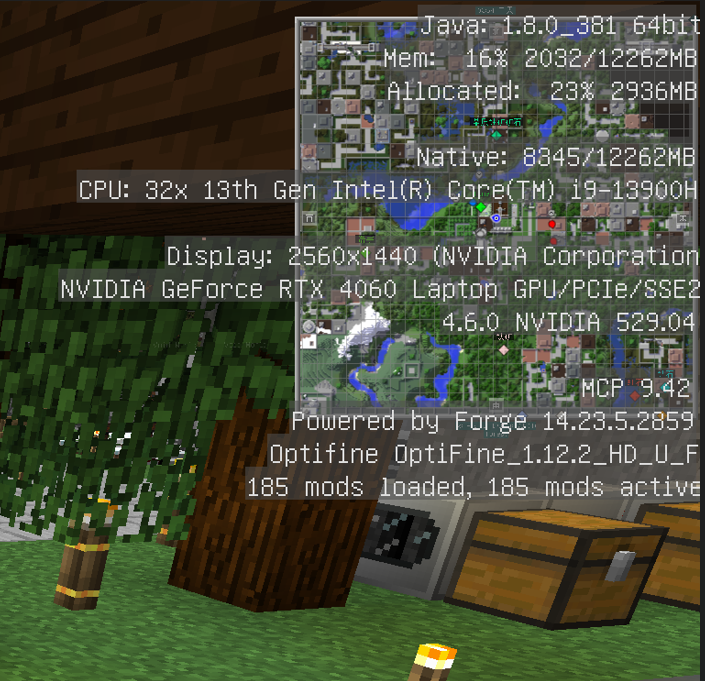 Java: 1.8.0_381 64bit
Mem: 16% 2032/12262MB
Allocated: 23% 2936MB
Native: 8345/12262MB
CPU: 32x 13th Gen Intel(R) Core(TM) i9-13900H
Display: 2560x1440 (NVIDIA Corporation
NVIDIA GeForce RTX 4060 Laptop GPU/PCIe/SSE2
4.6.0 NVIDIA 529.04
MCP 9.42
Powered by Forge 14.23.5.2859
Optifine OptiFine_1.12.2_HD_U_F
185 mods loaded, 185 mods active